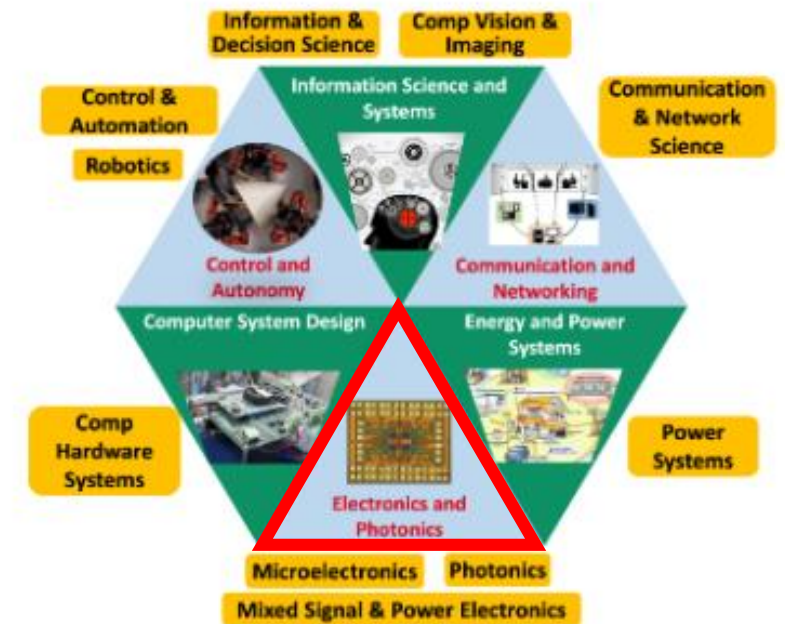 Information &
Decision Science
Comp Vision &
Imaging
Control &
Automation
Robotics
Information Science and
Systems
Communication
& Network
Science
Control and
Autonomy
Communication and
Networking
Computer System Design
Energy and Power
Systems
Comp
Hardware
Systems
Electronics and
Photonics
Power
Systems
Microelectronics
Photonics
Mixed Signal & Power Electronics